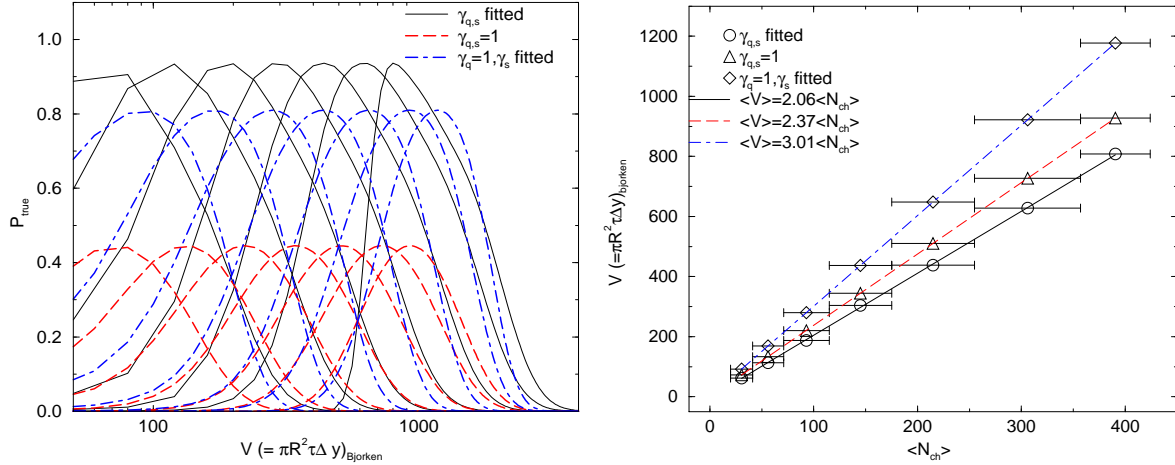 γq,s fitted
γq,s=1
γq=1,γs fitted
1.0
0.8
0.6
0.4
0.2
0.0
Ptrue
100
1000
V (= πR²τΔ y)Bjorken
γq,s fitted
γq,s=1
γq=1,γs fitted
<V>=2.06<Nch>
<V>=2.37<Nch>
<V>=3.01<Nch>
1200
1000
800
600
400
200
0
V (=πR²τΔy)bjorken
0
100
200
300
400
<Nch>